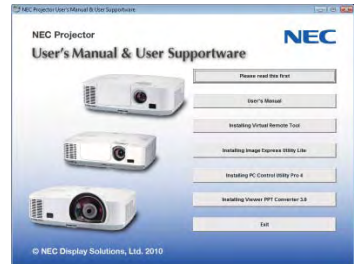 NEC Projector User's Manual & User Supportware
NEC Projector
NEC
User's Manual & User Supportware
Please read this first
User's Manual
Installing Virtual Remote Tool
Installing Image Express Utility Lite
Installing PC Control Utility Pro 4
Installing Viewer PPT Converter 3.0
Exit
© NEC Display Solutions, Ltd. 2010